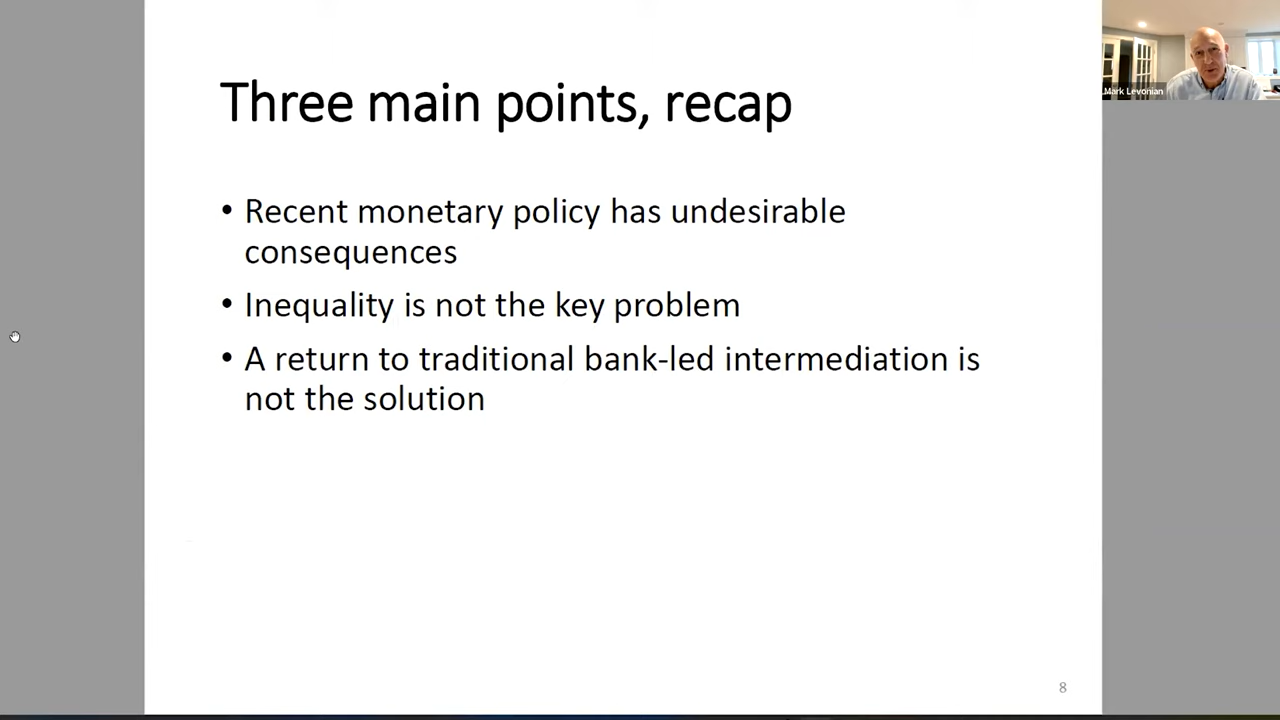 Three main points, recap
• Recent monetary policy has undesirable
consequences
• Inequality is not the key problem
• A return to traditional bank-led intermediation is
not the solution
8
Mark Levonian